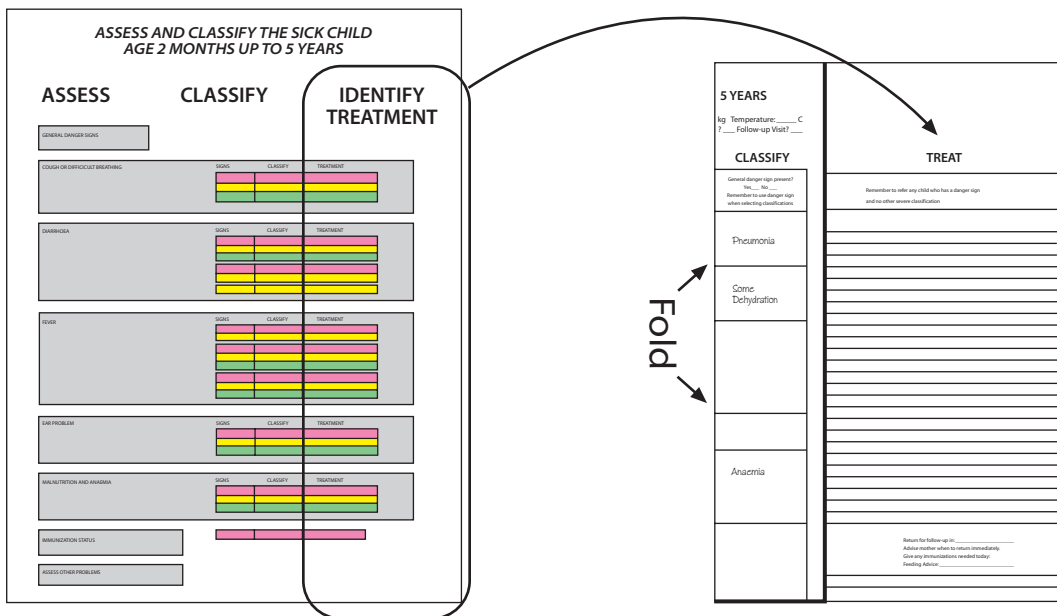 ASSESS AND CLASSIFY THE SICK CHILD
AGE 2 MONTHS UP TO 5 YEARS
ASSESS
CLASSIFY
IDENTIFY
TREATMENT
GENERAL DANGER SIGNS
COUGH OR DIFFICICULT BREATHING
SIGNS CLASSIFY TREATMENT
DIARRHOEA
SIGNS CLASSIFY TREATMENT
FEVER
SIGNS CLASSIFY TREATMENT
EAR PROBLEM
SIGNS CLASSIFY TREATMENT
MALNUTRITION AND ANAEMIA
SIGNS CLASSIFY TREATMENT
IMMUNIZATION STATUS
ASSESS OTHER PROBLEMS
Fold
5 YEARS
kg Temperature: _____ C
? ___ Follow-up Visit? ___
CLASSIFY
General danger sign present?
Yes___ No ___
Remember to use danger sign
when selecting classifications
Pneumonia
Some
Dehydration
Anaemia
TREAT
Remember to refer any child who has a danger sign
and no other severe classification
Return for follow-up in: ____________________
Advise mother when to return immediately.
Give any immunizations needed today:
Feeding Advice: ____________________